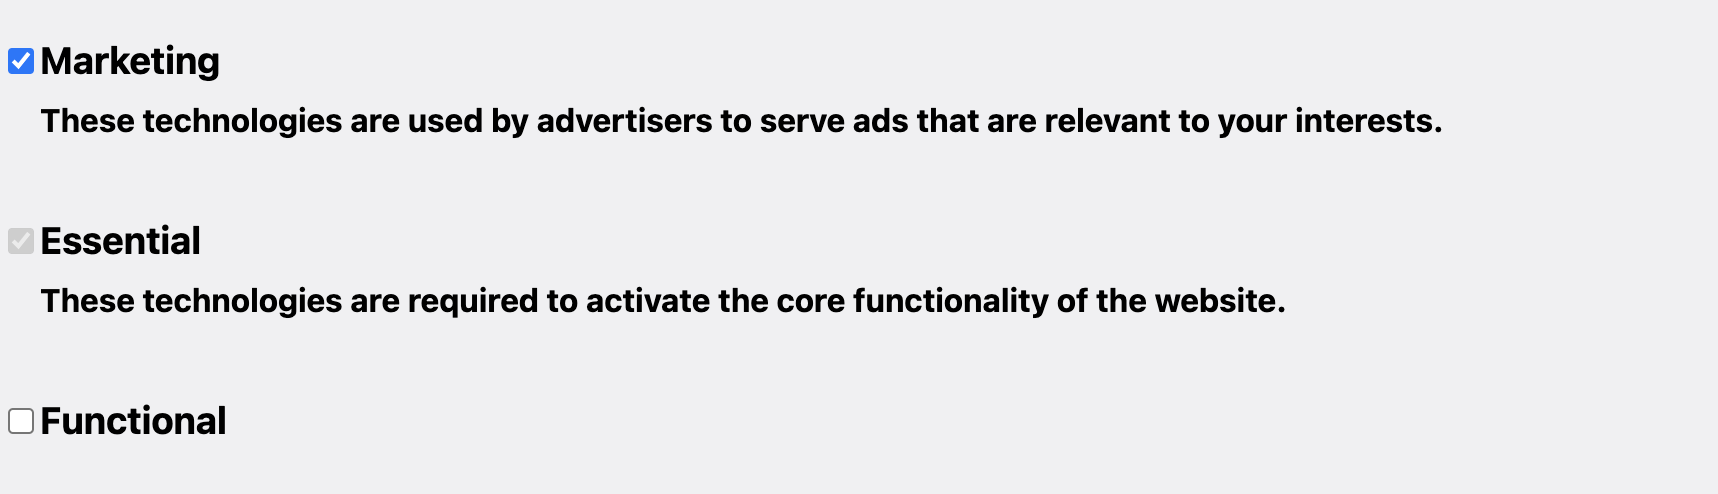 Marketing
These technologies are used by advertisers to serve ads that are relevant to your interests.
Essential
These technologies are required to activate the core functionality of the website.
Functional